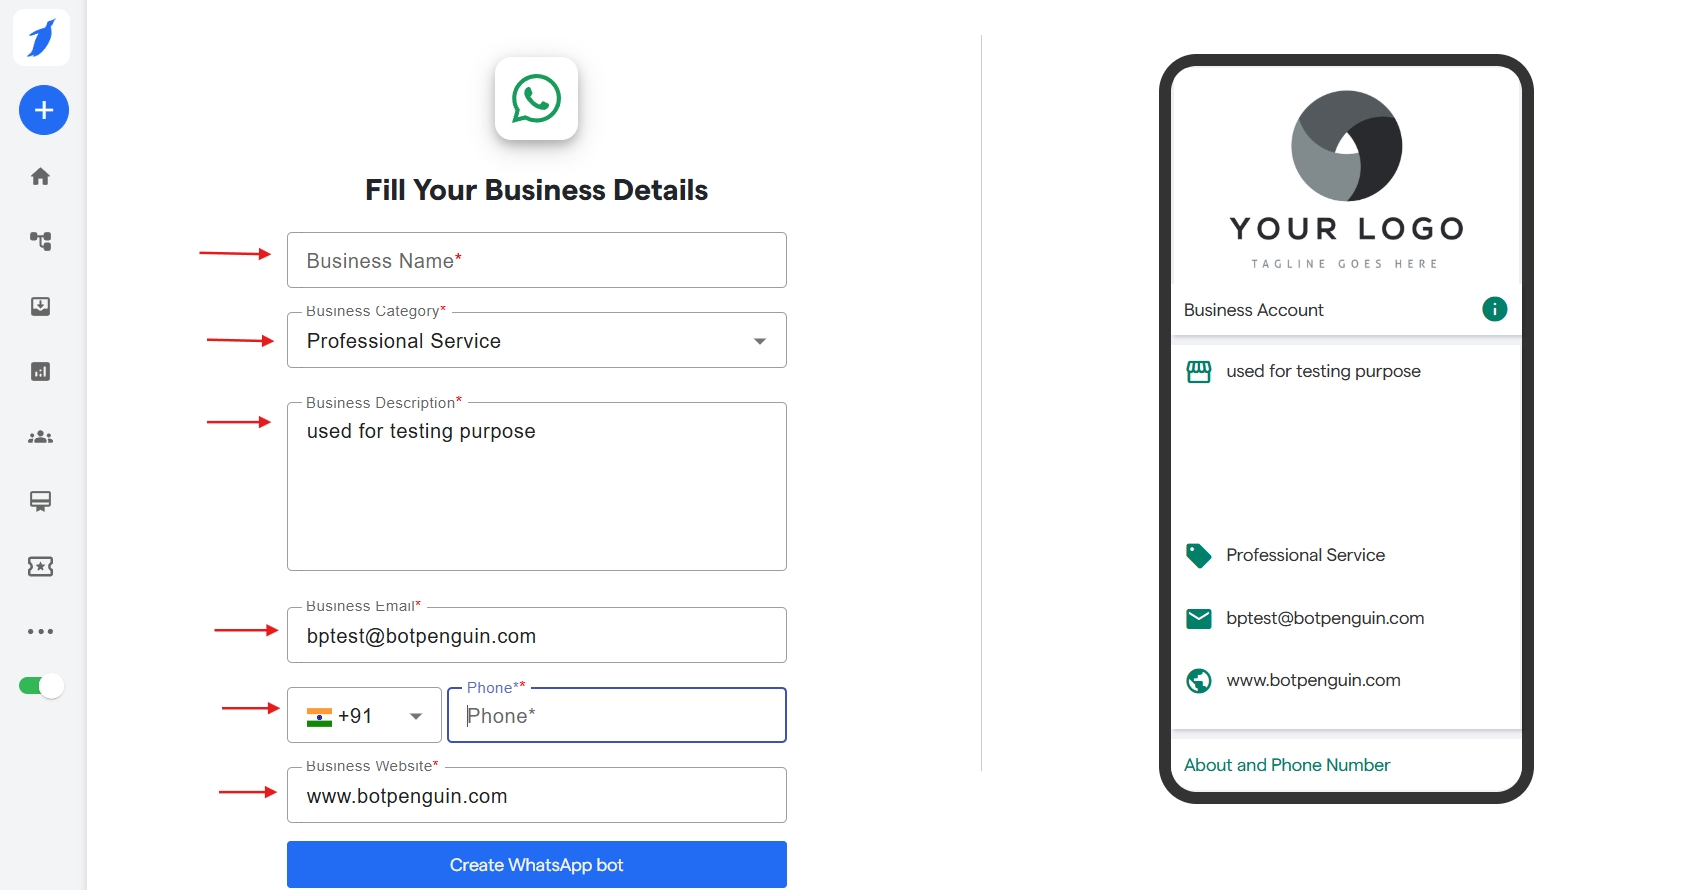 Fill Your Business Details
Business Name*
Business Category*
Professional Service
Business Description*
used for testing purpose
Business Email*
bptest@botpenguin.com
+91
Phone**
Phone*
Business Website*
www.botpenguin.com
Create WhatsApp bot
YOUR LOGO
TAGLINE GOES HERE
Business Account
used for testing purpose
Professional Service
bptest@botpenguin.com
www.botpenguin.com
About and Phone Number